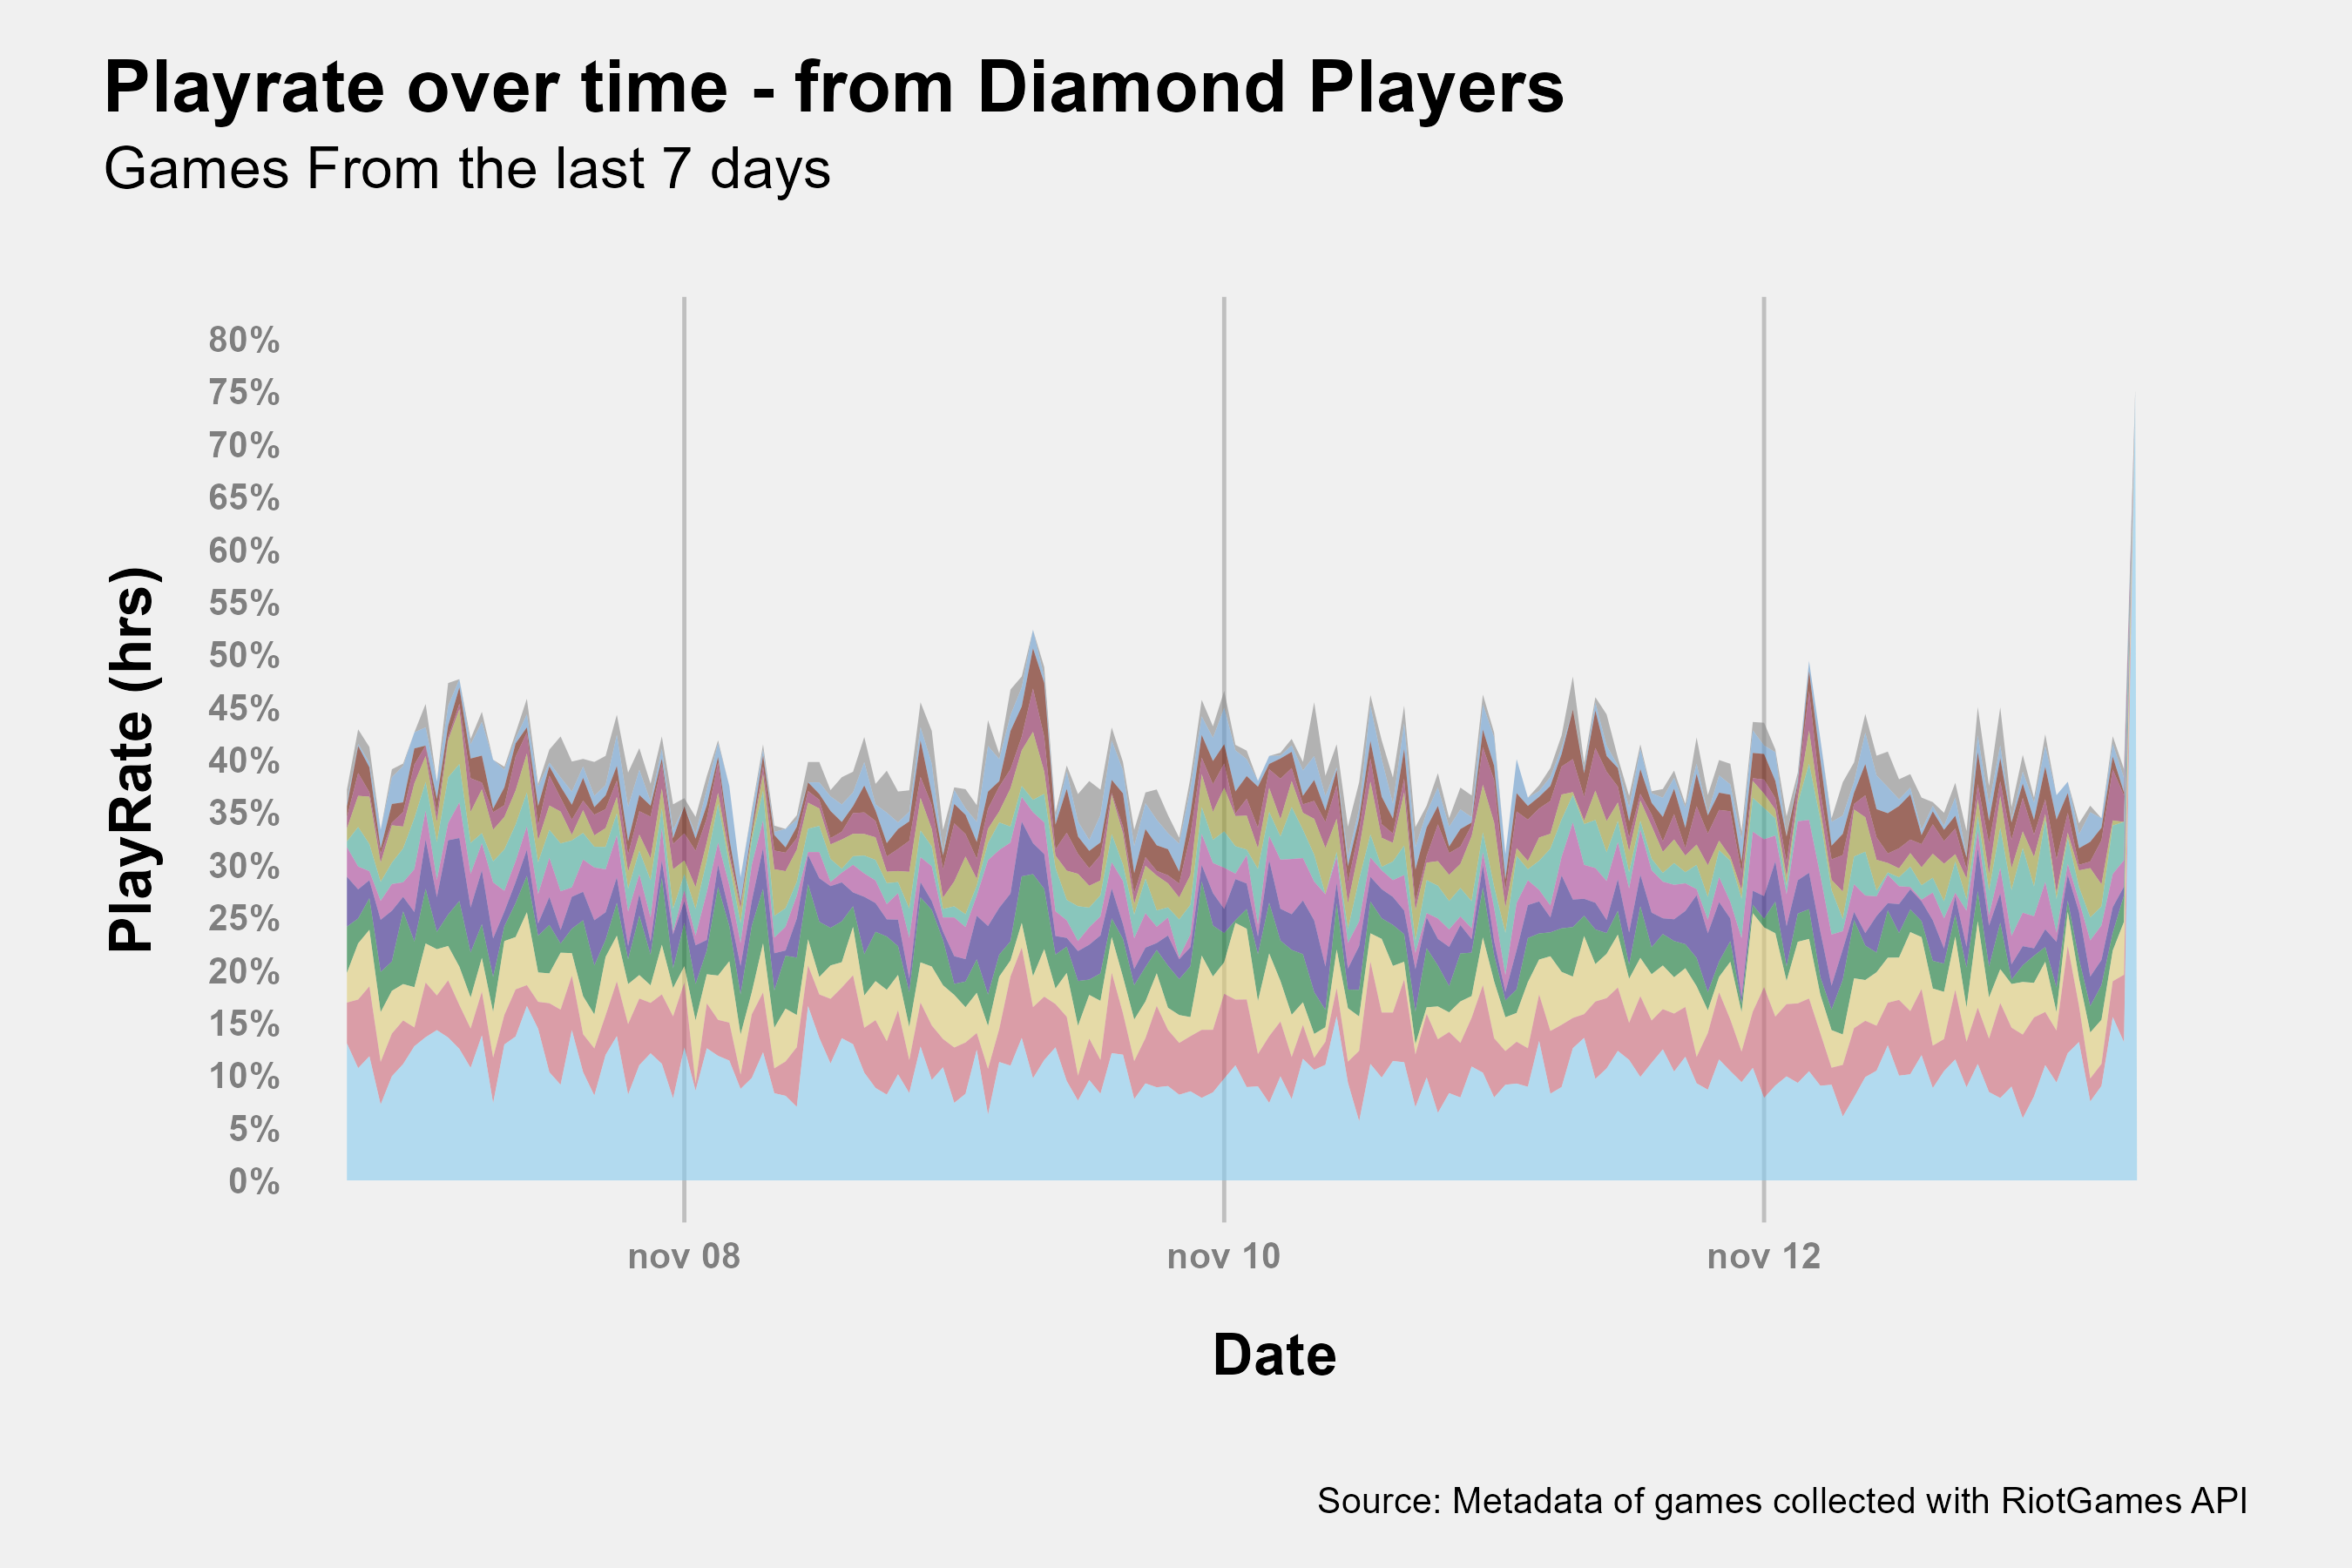 Playrate over time - from Diamond Players
Games From the last 7 days
80%
75%
70%
65%
60%
55%
50%
45%
40%
35%
30%
25%
20%
15%
10%
5%
0%
PlayRate (hrs)
nov 08
nov 10
nov 12
Date
Source: Metadata of games collected with RiotGames API